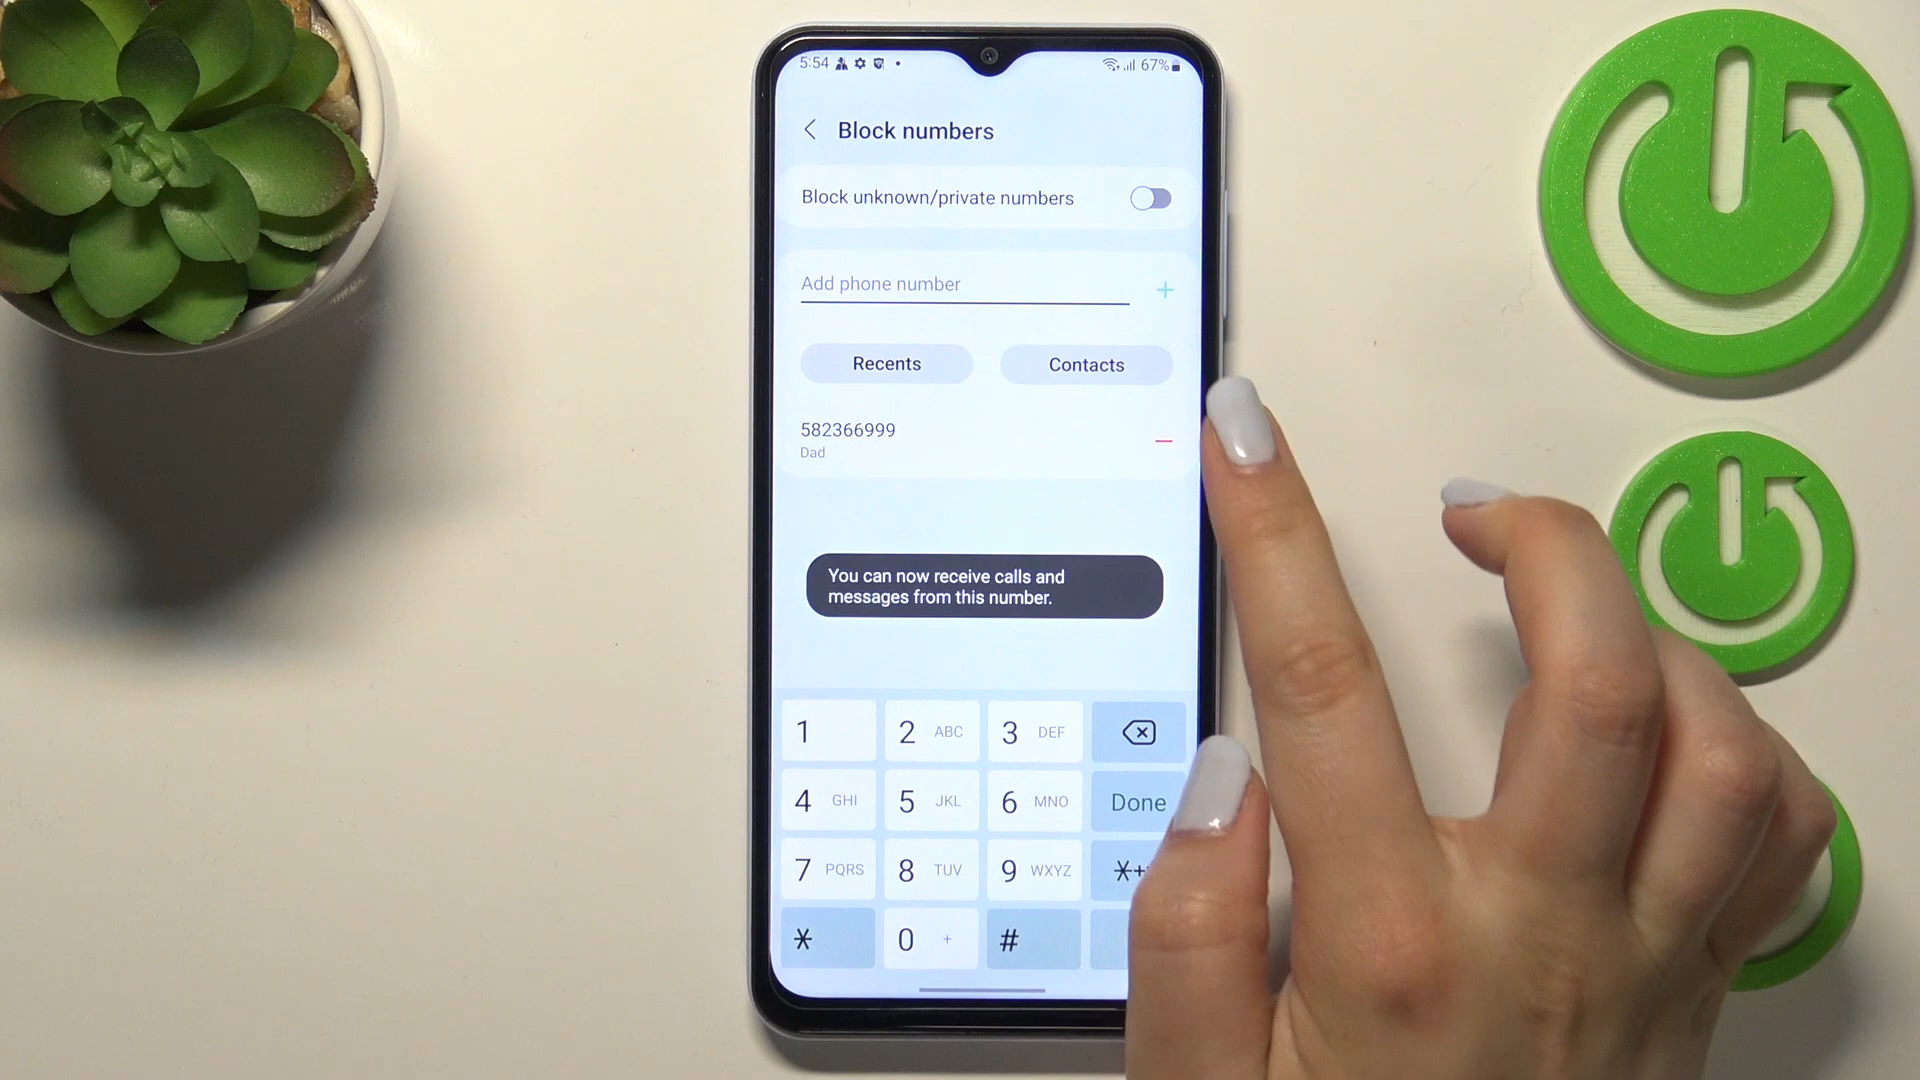 5:54 67%
Block numbers
Block unknown/private numbers
Add phone number
Recents Contacts
582366999
Dad
You can now receive calls and
messages from this number.
1 2 ABC 3 DEF
4 GHI 5 JKL 6 MNO Done
7 PQRS 8 TUV 9 WXYZ
* 0 + #